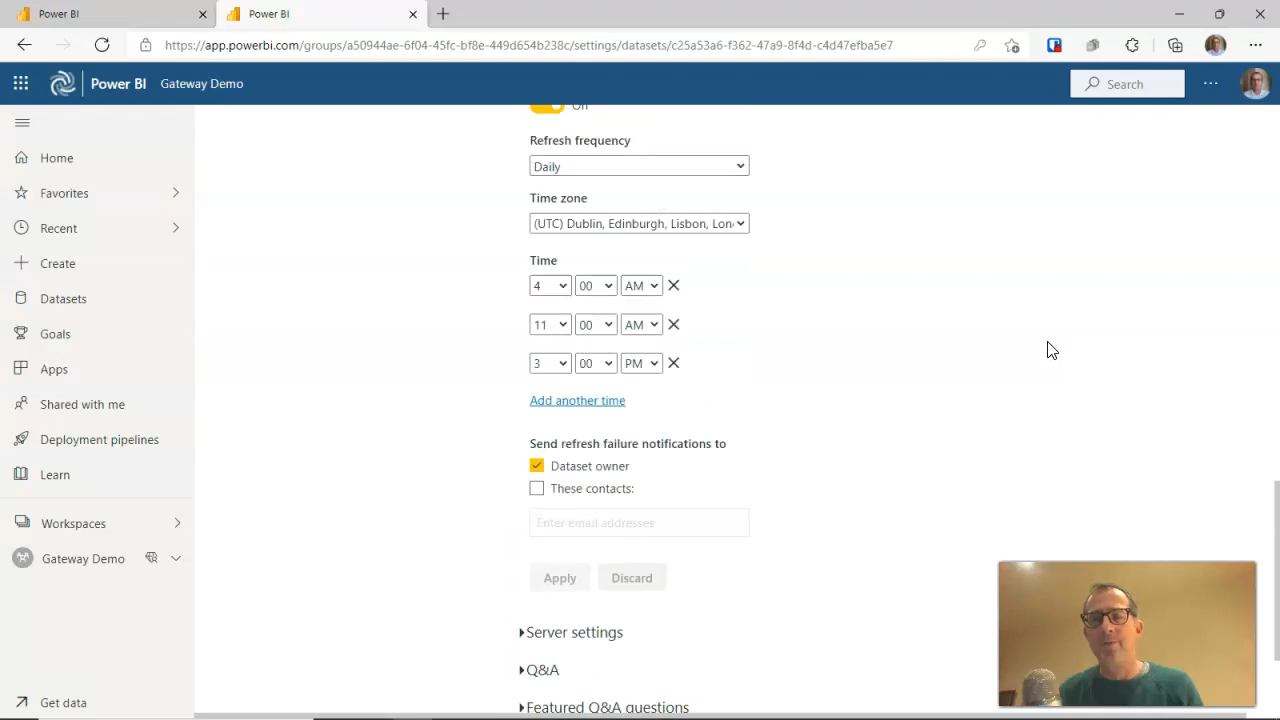 Power BI
Power BI
https://app.powerbi.com/groups/a50944ae-6f04-45fc-bf8e-449d654b238c/settings/datasets/c25a53a6-f362-47a9-8f4d-c4d47efba5e7
Power BI Gateway Demo
Search
Home
Favorites
Recent
Create
Datasets
Goals
Apps
Shared with me
Deployment pipelines
Learn
Workspaces
Gateway Demo
Get data
On
Refresh frequency
Daily
Time zone
(UTC) Dublin, Edinburgh, Lisbon, Lon
Time
4 00 AM
11 00 AM
3 00 PM
Add another time
Send refresh failure notifications to
Dataset owner
These contacts:
Enter email addresses
Apply Discard
Server settings
Q&A
Featured Q&A questions